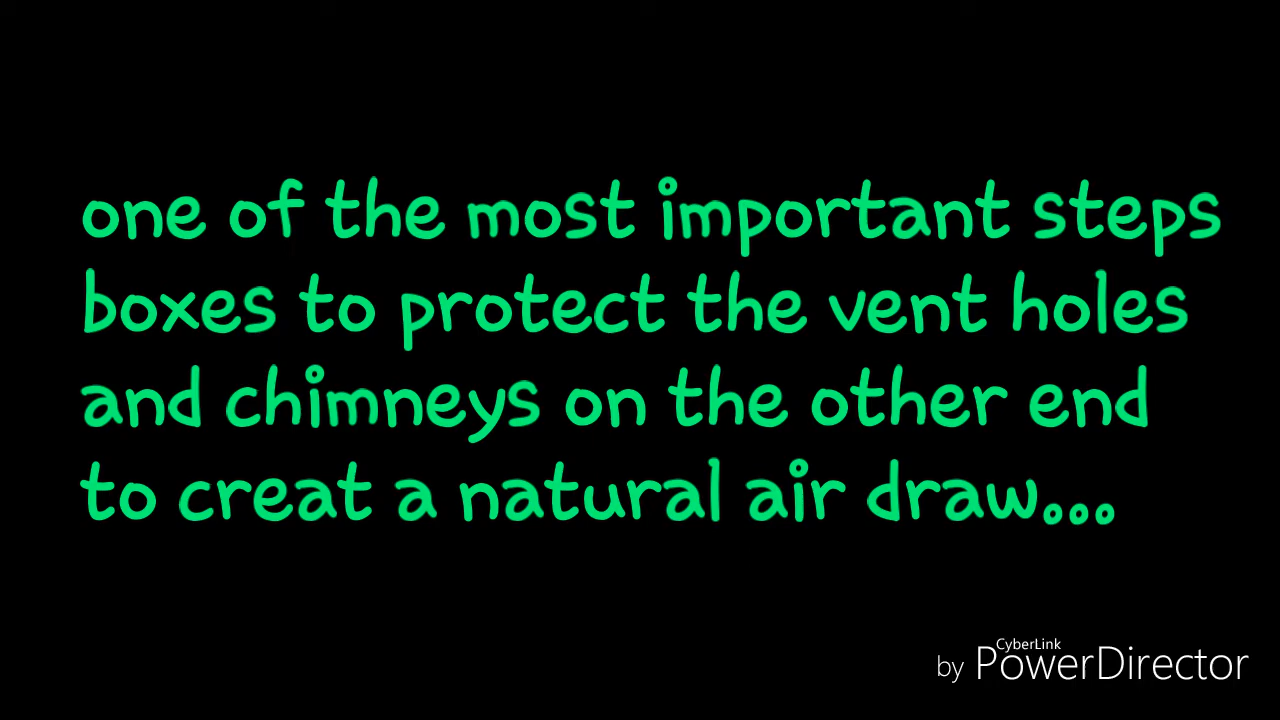 one of the most important steps
boxes to protect the vent holes
and chimneys on the other end
to creat a natural air draw...
CyberLink
by PowerDirector